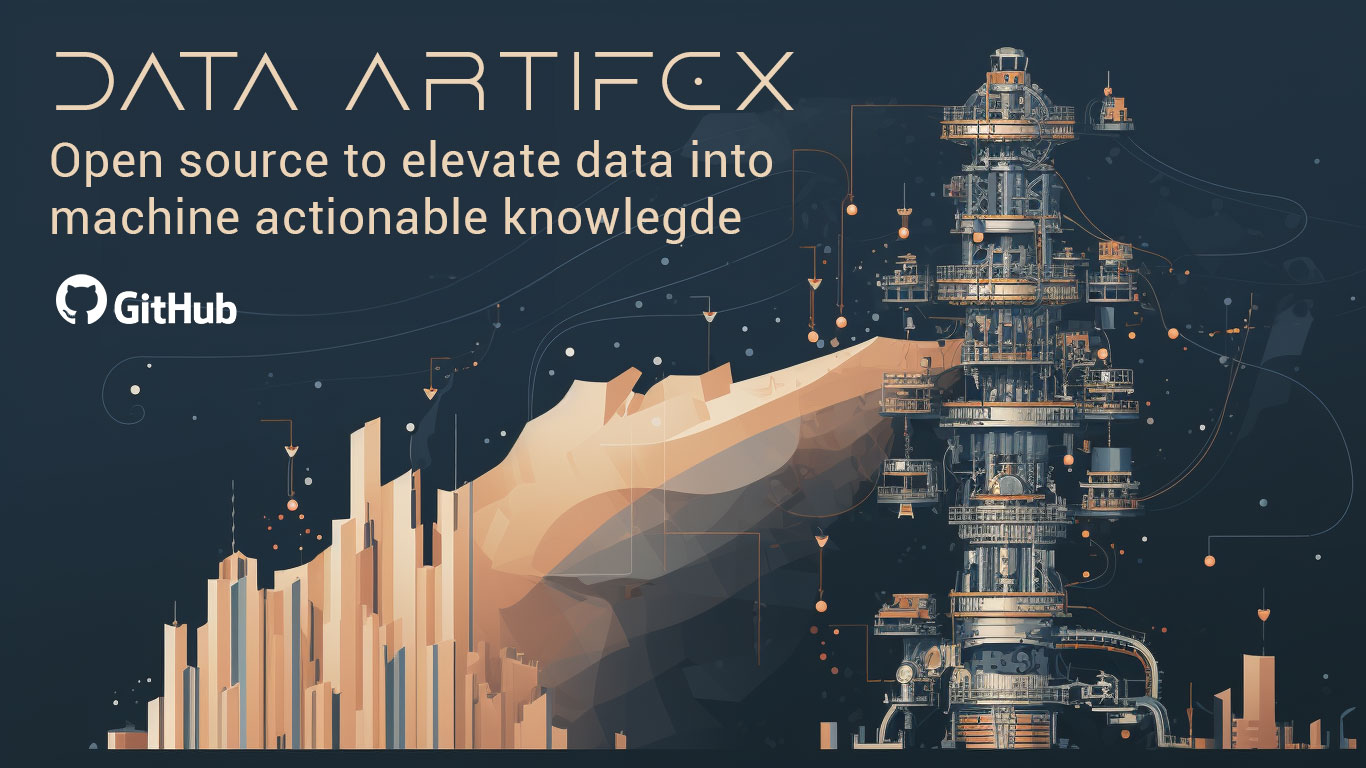 DATA ARTIFEX
Open source to elevate data into
machine actionable knowlegde
GitHub